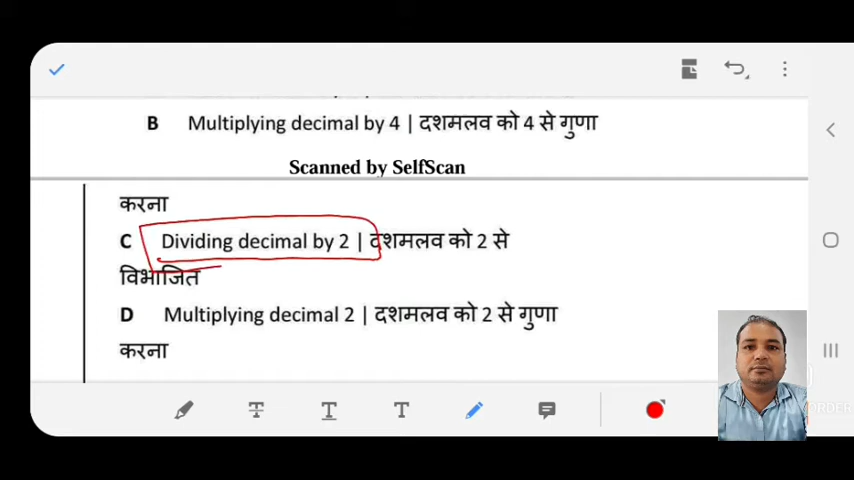 B Multiplying decimal by 4 | दशमलव को 4 से गुणा
Scanned by SelfScan
करना
C Dividing decimal by 2 | दशमलव को 2 से
विभाजित
D Multiplying decimal 2 | दशमलव को 2 से गुणा
करना
T T T